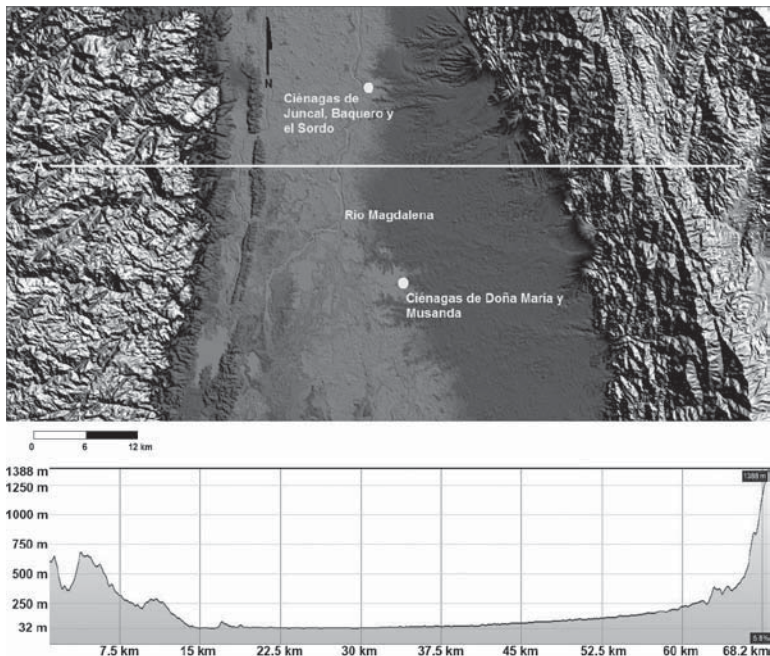 N
Ciénagas de
Juncal, Baquero y
el Sordo
A
Río Magdalena
Ciénagas de Doña María y
Musanda
0 6 12 km
1388 m
1388 m
1250 m
1000 m
750 m
500 m
250 m
32 m
7.5 km 15 km 22.5 km 30 km 37.5 km 45 km 52.5 km 60 km 68.2 km